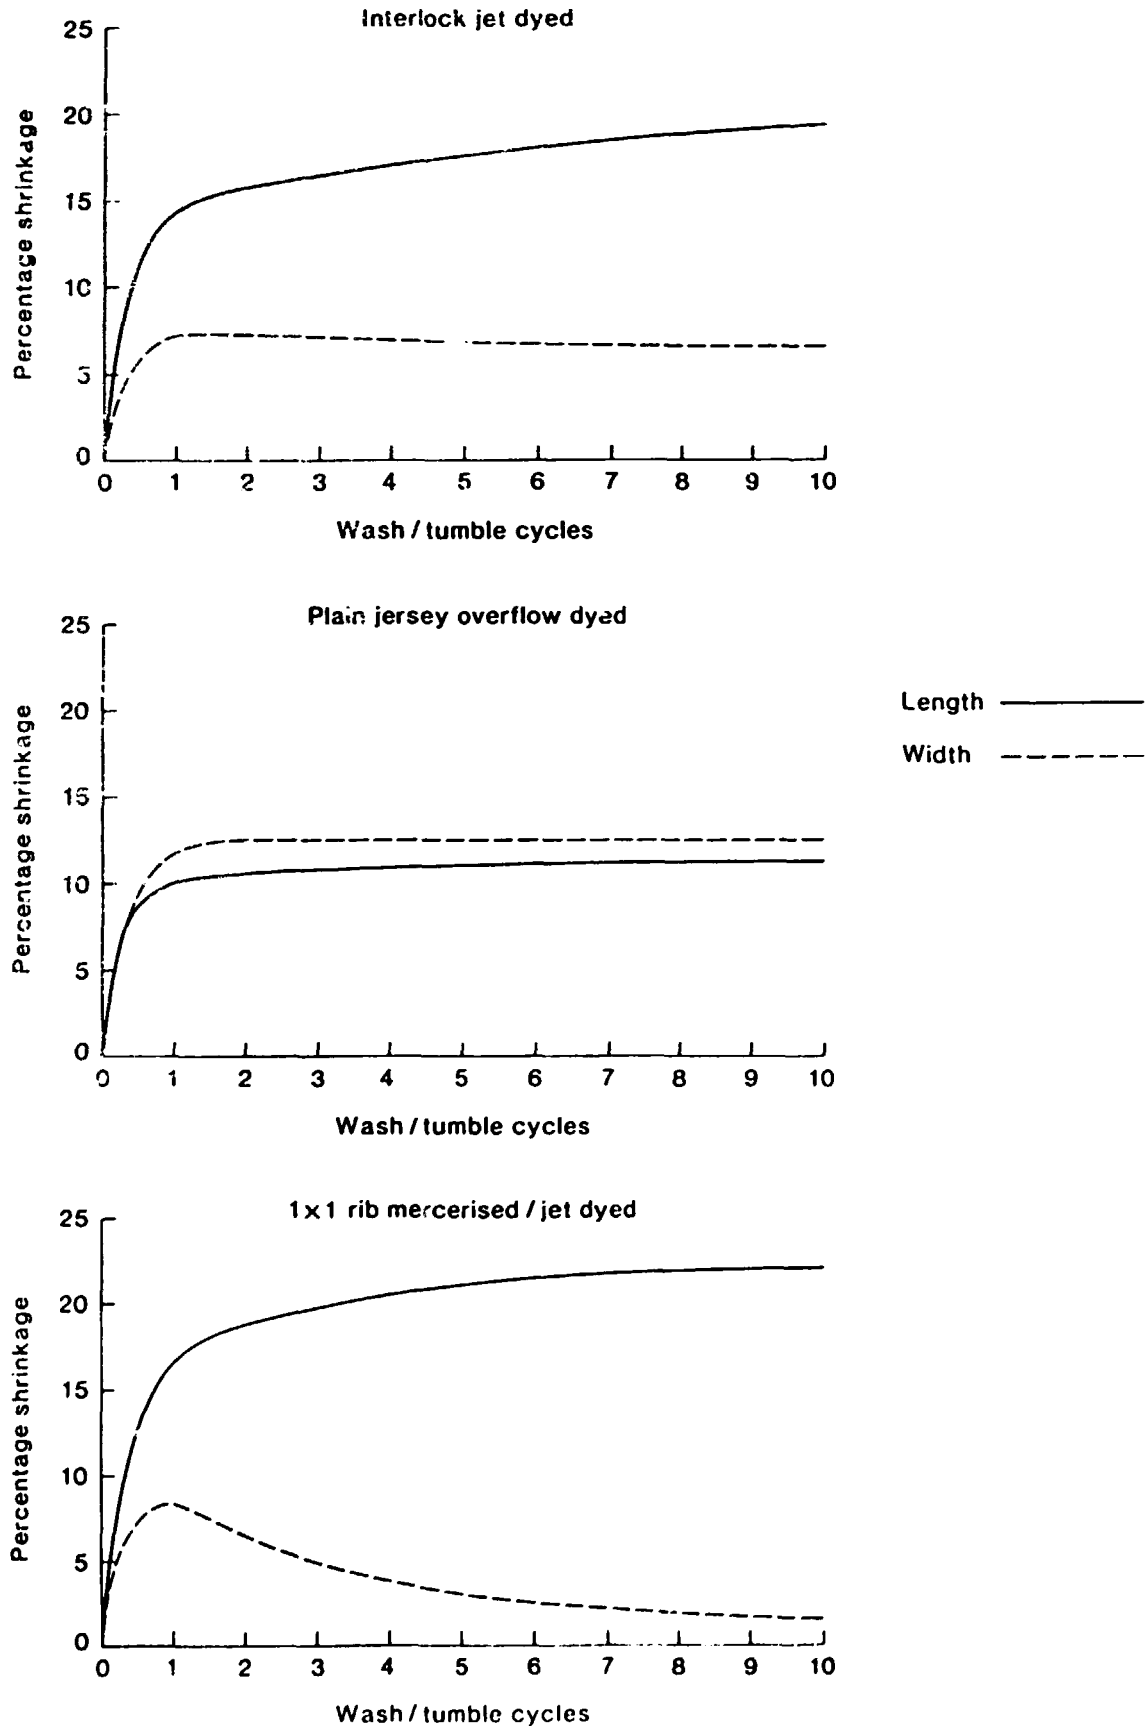 Interlock jet dyed
25
20
15
10
5
0
Percentage shrinkage
0 1 2 3 4 5 6 7 8 9 10
Wash / tumble cycles
Plain jersey overflow dyed
25
20
15
10
5
0
Percentage shrinkage
0 1 2 3 4 5 6 7 8 9 10
Wash / tumble cycles
Length
Width
1×1 rib mercerised / jet dyed
25
20
15
10
5
0
Percentage shrinkage
0 1 2 3 4 5 6 7 8 9 10
Wash / tumble cycles